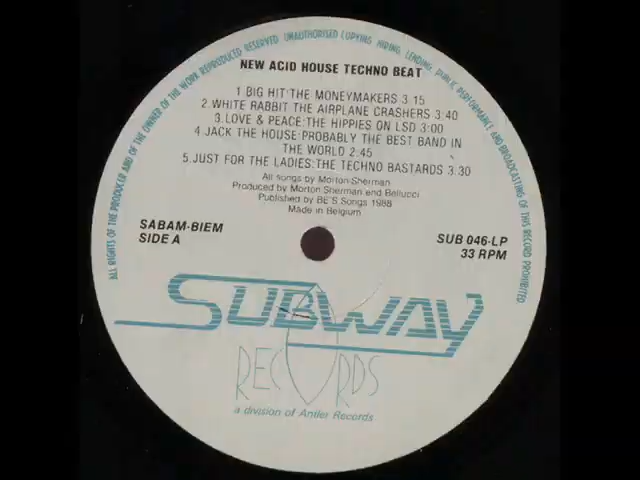 ALL RIGHTS OF THE PRODUCER AND OF THE OWNER OF THE WORK REPRODUCED RESERVED UNAUTHORISED COPYING HIRING LENDING PUBLIC PERFORMANCE AND BROADCASTING OF THIS RECORD PROHIBITED
NEW ACID HOUSE TECHNO BEAT
1.BIG HIT:THE MONEYMAKERS 3.15
2.WHITE RABBIT:THE AIRPLANE CRASHERS 3:40
3.LOVE & PEACE:THE HIPPIES ON LSD 3:00
4.JACK THE HOUSE:PROBABLY THE BEST BAND IN
THE WORLD 2:45
5.JUST FOR THE LADIES:THE TECHNO BASTARDS 3.30
All songs by Morton Sherman
Produced by Morton Sherman and Bellucci
Published by BE'S Songs 1988
Made in Belgium
SABAM-BIEM
SIDE A
SUB 046-LP
33 RPM
SUBWAY
RECORDS
a division of Antler Records